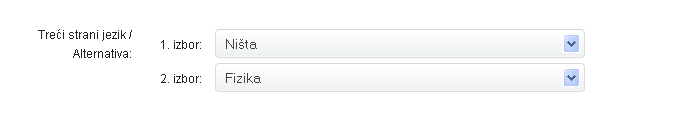 Treći strani jezik /
Alternativa:
1. izbor: Ništa
2. izbor: Fizika